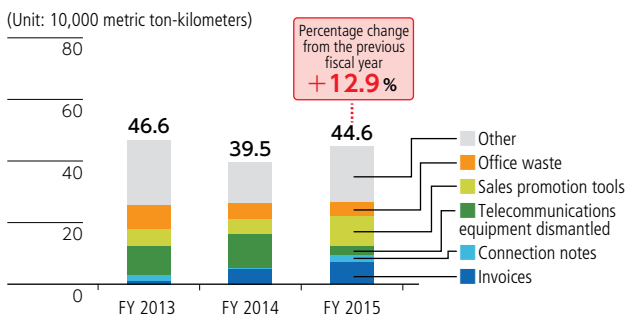 (Unit: 10,000 metric ton-kilometers)
80
60
40
20
0
Percentage change
from the previous
fiscal year
+12.9%
46.6
39.5
44.6
Other
Office waste
Sales promotion tools
Telecommunications
equipment dismantled
Connection notes
Invoices
FY 2013
FY 2014
FY 2015